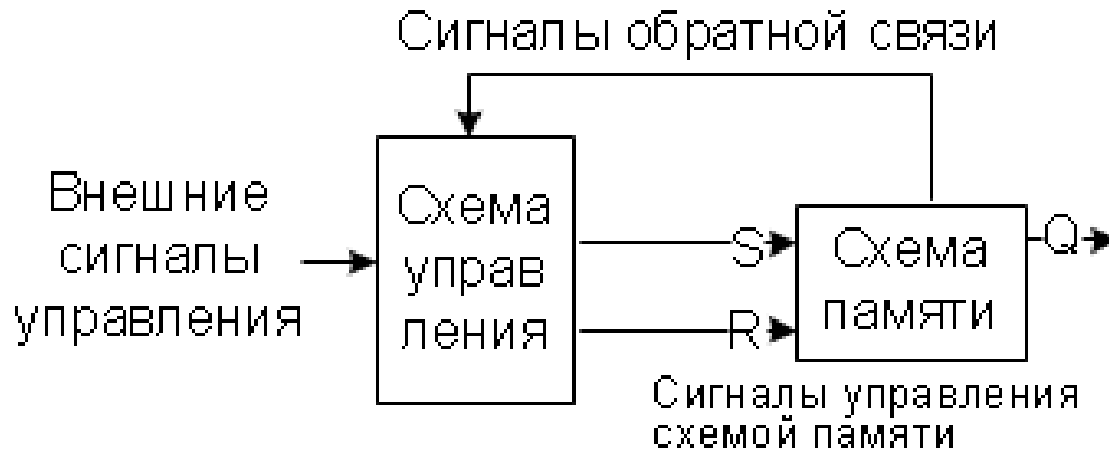 Сигналы обратной связи
Внешние
сигналы
управления
Схема
управ
ления
S
R
Схема
памяти
Q
Сигналы управления
схемой памяти